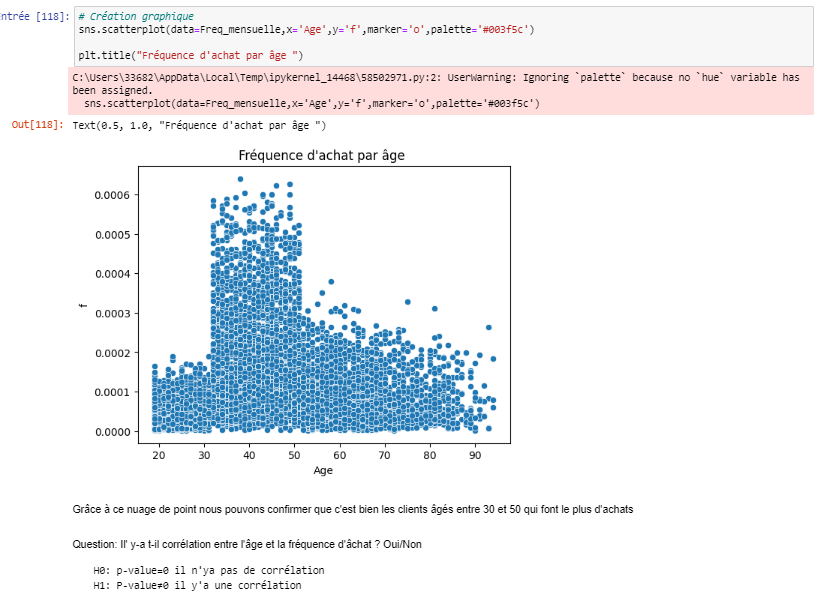 Entrée [118]:
# Création graphique
sns.scatterplot(data=Freq_mensuelle,x='Age',y='f',marker='o',palette='#003f5c')
plt.title("Fréquence d'achat par âge ")
C:\Users\33682\AppData\Local\Temp\ipykernel_14468\58502971.py:2: UserWarning: Ignoring `palette` because no `hue` variable has
been assigned.
sns.scatterplot(data=Freq_mensuelle,x='Age',y='f',marker='o',palette='#003f5c')
Out[118]: Text(0.5, 1.0, "Fréquence d'achat par âge ")
Fréquence d'achat par âge
0.0006
0.0005
0.0004
0.0003
0.0002
0.0001
0.0000
f
20 30 40 50 60 70 80 90
Age
Grâce à ce nuage de point nous pouvons confirmer que c'est bien les clients âgés entre 30 et 50 qui font le plus d'achats
Question: Il' y-a t-il corrélation entre l'âge et la fréquence d'âchat ? Oui/Non
H0: p-value=0 il n'ya pas de corrélation
H1: P-value≠0 il y'a une corrélation